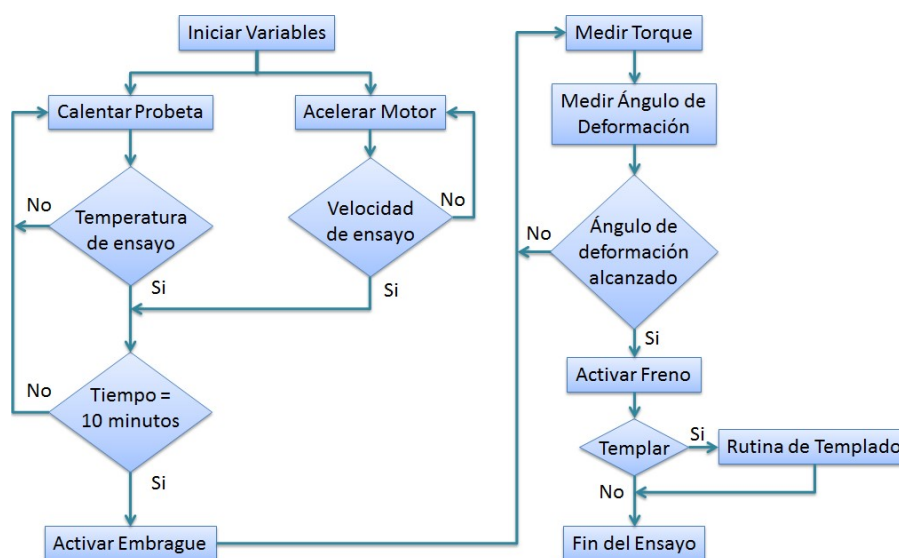 Iniciar Variables
Calentar Probeta
Acelerar Motor
No
Temperatura
de ensayo
Si
Velocidad
de ensayo
No
Si
No
Tiempo =
10 minutos
Si
Activar Embrague
Medir Torque
Medir Ángulo de
Deformación
No
Ángulo de
deformación
alcanzado
Si
Activar Freno
Templar
Si
Rutina de Templado
No
Fin del Ensayo